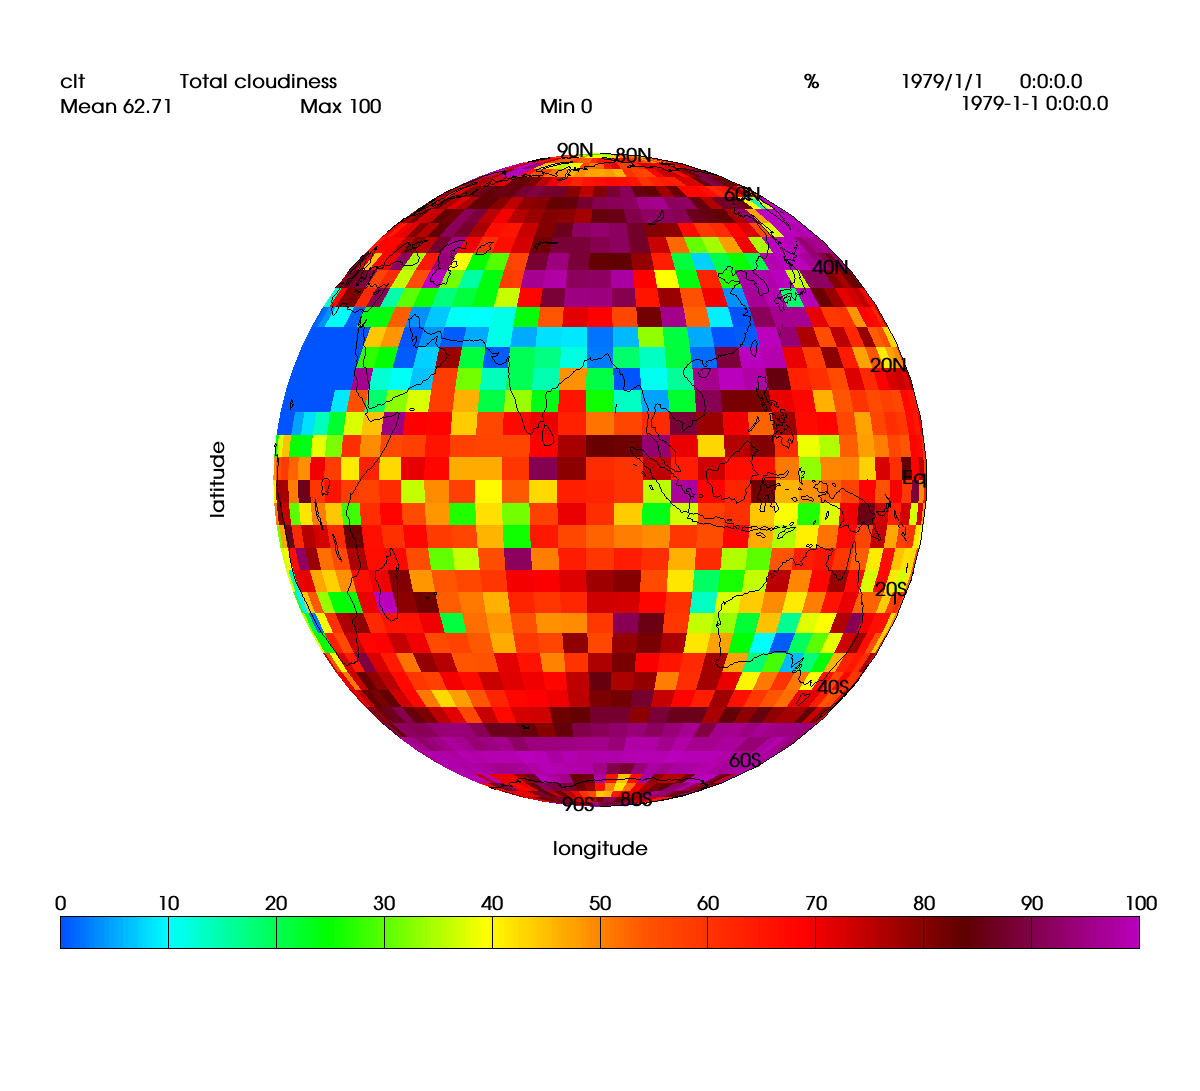 clt Total cloudiness % 1979/1/1 0:0:0.0
Mean 62.71 Max 100 Min 0 1979-1-1 0:0:0.0
90N 80N
60N
40N
20N
Eq
20S
40S
60S
90S 80S
latitude
longitude
0 10 20 30 40 50 60 70 80 90 100